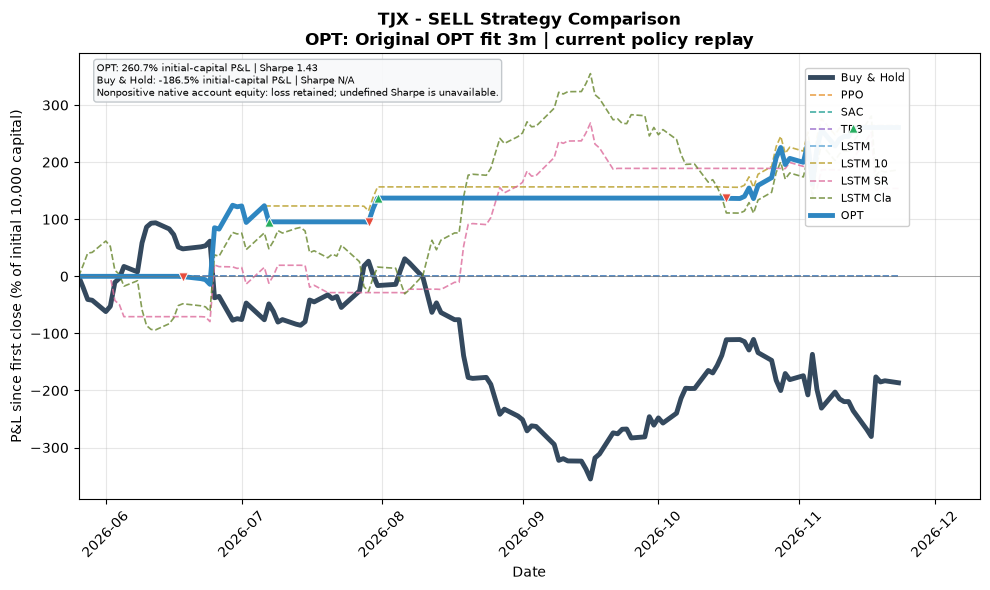 TJX - SELL Strategy Comparison
OPT: Original OPT fit 3m | current policy replay
OPT: 260.7% initial-capital P&L | Sharpe 1.43
Buy & Hold: -186.5% initial-capital P&L | Sharpe N/A
Nonpositive native account equity: loss retained; undefined Sharpe is unavailable.
Buy & Hold
PPO
SAC
TD3
LSTM
LSTM 10
LSTM SR
LSTM Cla
OPT
P&L since first close (% of initial 10,000 capital)
300
200
100
0
−100
−200
−300
2026-06
2026-07
2026-08
2026-09
2026-10
2026-11
2026-12
Date